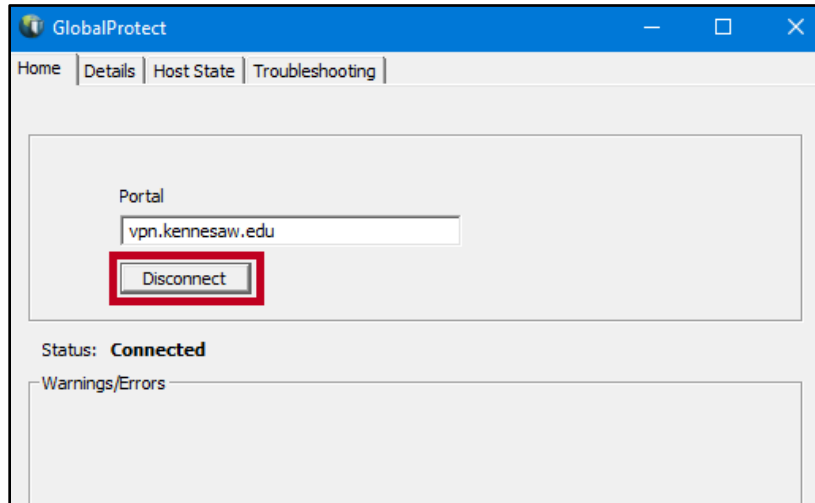 GlobalProtect
Home Details Host State Troubleshooting
Portal
vpn.kennesaw.edu
Disconnect
Status: Connected
Warnings/Errors